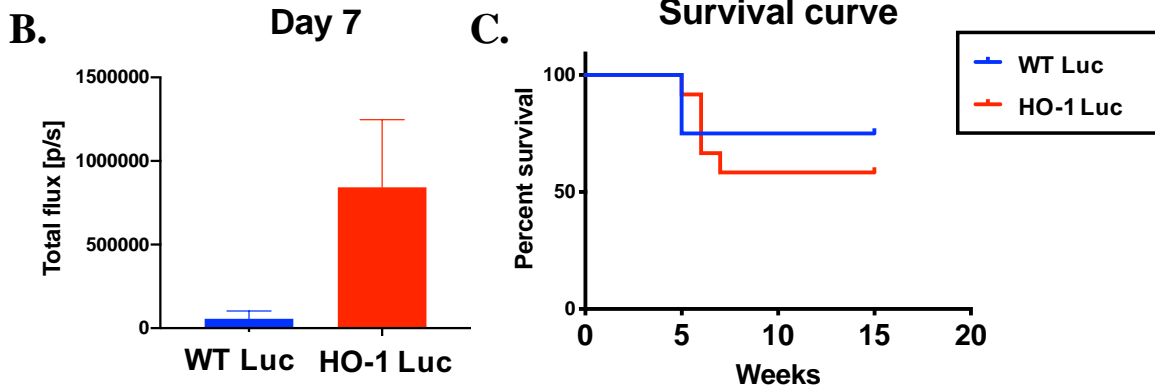 B.
Day 7
Total flux [p/s]
1500000
1000000
500000
0
WT Luc
HO-1 Luc
C.
Survival curve
Percent survival
100
50
0
0 5 10 15 20
Weeks
WT Luc
HO-1 Luc